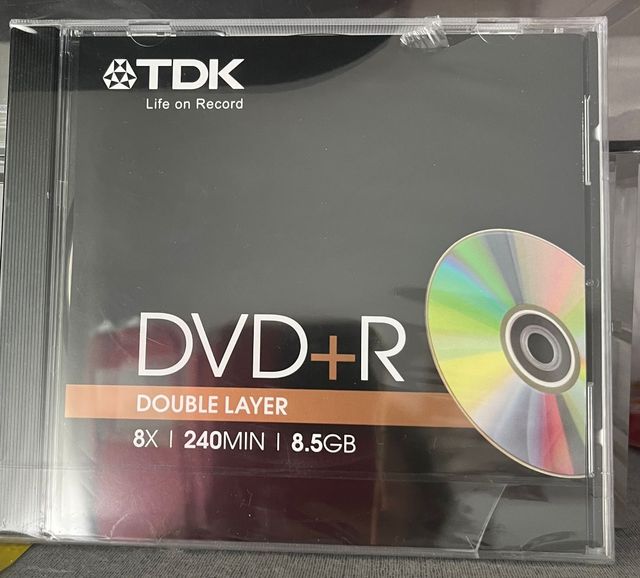 TDK
Life on Record
DVD+R
DOUBLE LAYER
8X | 240MIN | 8.5GB